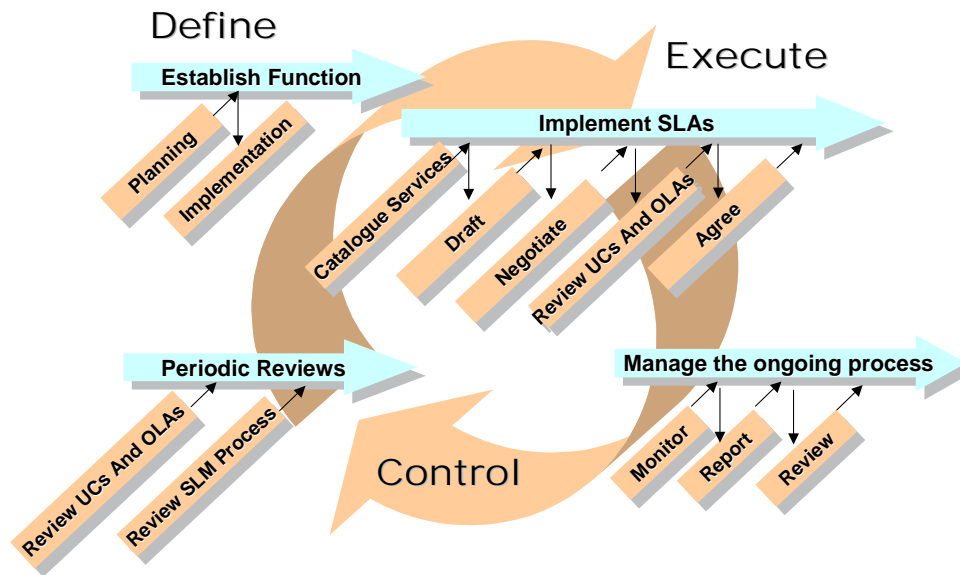 Define
Establish Function
Planning
Implementation
Execute
Implement SLAs
Catalogue Services
Draft
Negotiate
Review UCs And OLAs
Agree
Periodic Reviews
Review UCs And OLAs
Review SLM Process
Control
Manage the ongoing process
Monitor
Report
Review